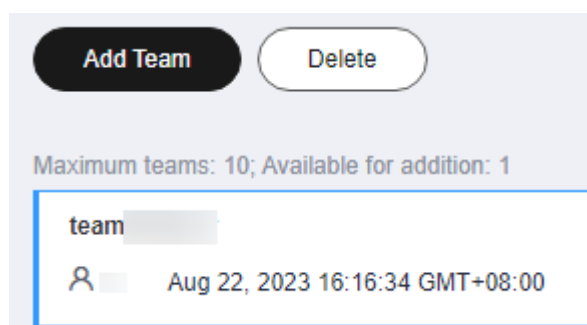 Add Team
Delete
Maximum teams: 10; Available for addition: 1
team
Aug 22, 2023 16:16:34 GMT+08:00